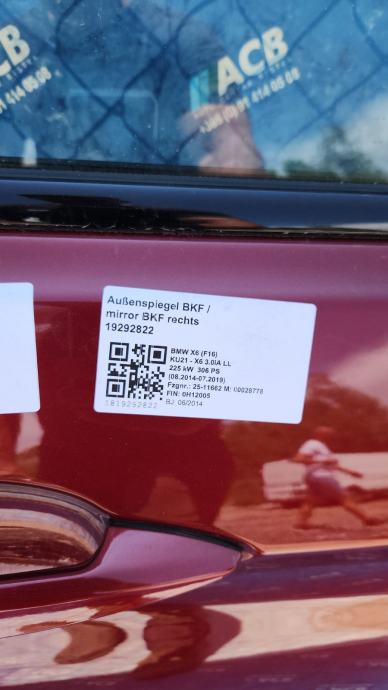 ACB
ACB
Außenspiegel BKF /
mirror BKF rechts
19292822
BMW X6 (F16)
KU21 - X6 3.0iA LL
225 kW 306 PS
(08.2014-07.2019)
Fzgnr.: 25-11662 M: 00028778
FIN: 0H12005
BJ: 06/2014